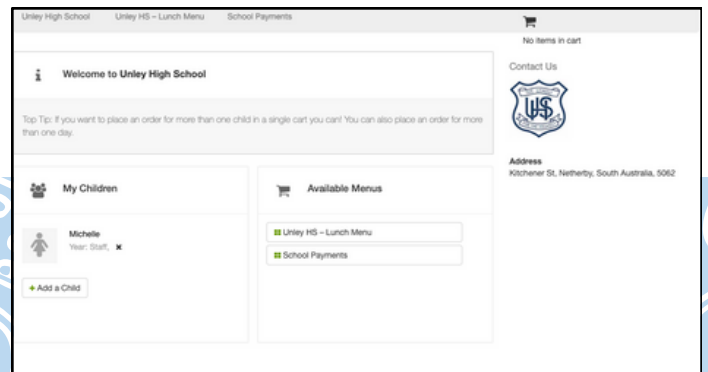 Unley High School Unley HS – Lunch Menu School Payments
No items in cart
Welcome to Unley High School
Top Tip: If you want to place an order for more than one child in a single cart you can! You can also place an order for more
than one day.
My Children
Michelle
Year: Staff, ✖
+ Add a Child
Available Menus
Unley HS – Lunch Menu
School Payments
Contact Us
UHS
Address
Kitchener St, Netherby, South Australia, 5062